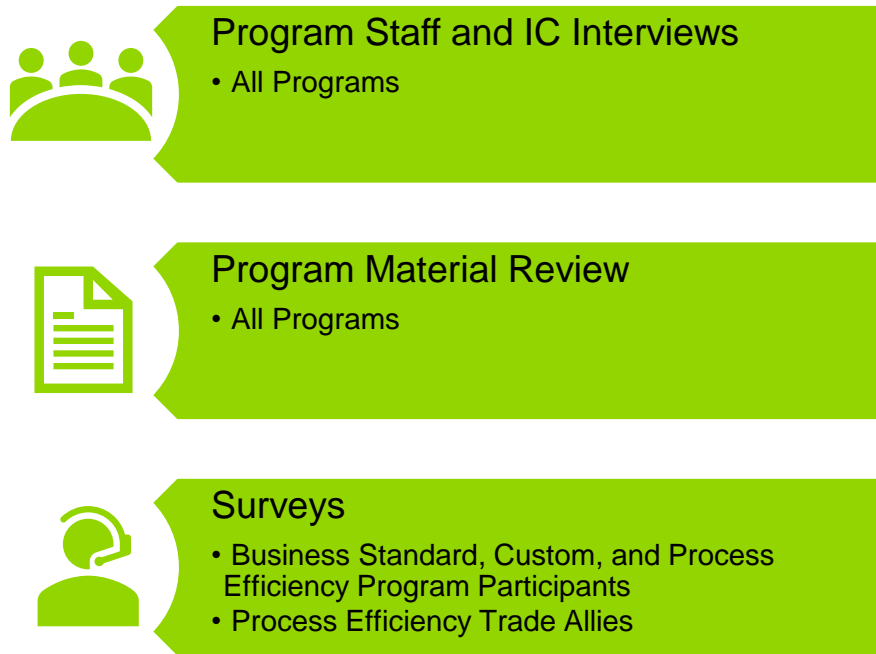 Program Staff and IC Interviews
• All Programs
Program Material Review
• All Programs
Surveys
• Business Standard, Custom, and Process
Efficiency Program Participants
• Process Efficiency Trade Allies